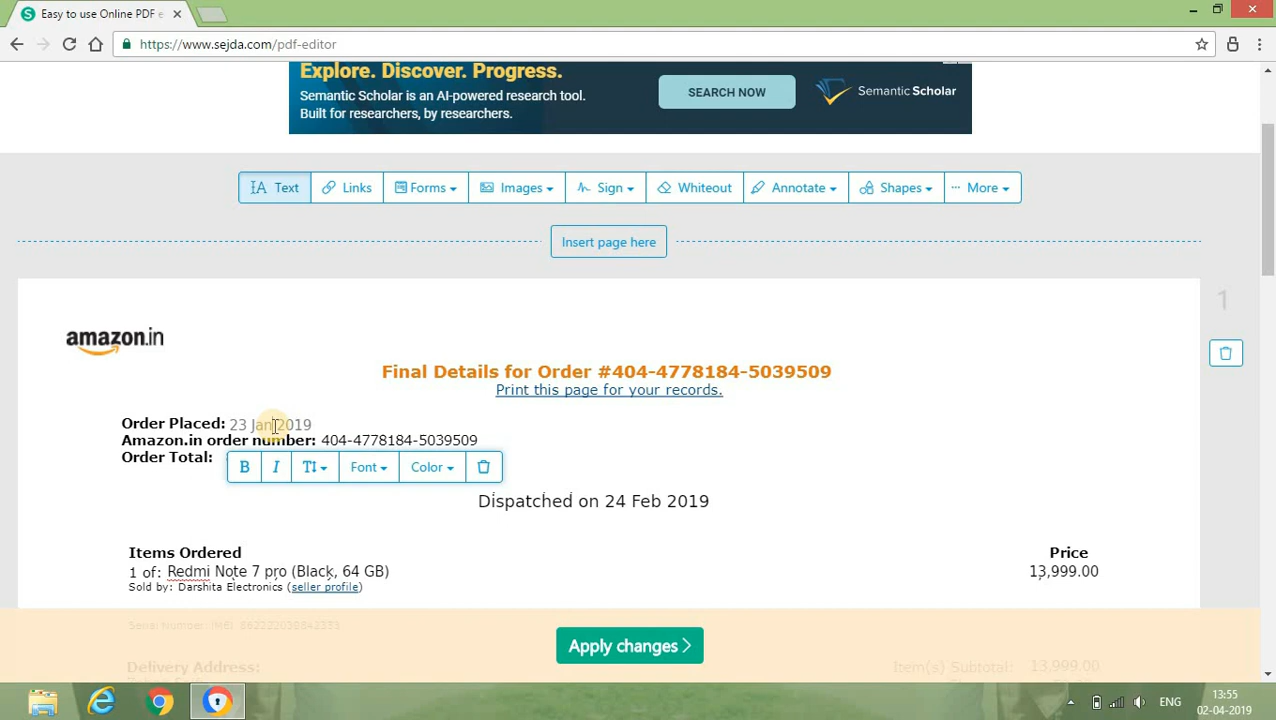 Easy to use Online PDF e
https://www.sejda.com/pdf-editor
Explore. Discover. Progress.
Semantic Scholar is an AI-powered research tool.
Built for researchers, by researchers.
SEARCH NOW
Semantic Scholar
Text
Links
Forms
Images
Sign
Whiteout
Annotate
Shapes
More
Insert page here
1
amazon.in
Final Details for Order #404-4778184-5039509
Print this page for your records.
Order Placed: 23 Jan 2019
Amazon.in order number: 404-4778184-5039509
Order Total:
B I Font Color
Dispatched on 24 Feb 2019
Items Ordered Price
1 of: Redmi Note 7 pro (Black, 64 GB) 13,999.00
Sold by: Darshita Electronics (seller profile)
Apply changes
Delivery Address: Item(s) Subtotal: 13,999.00
ENG
13:55
02-04-2019